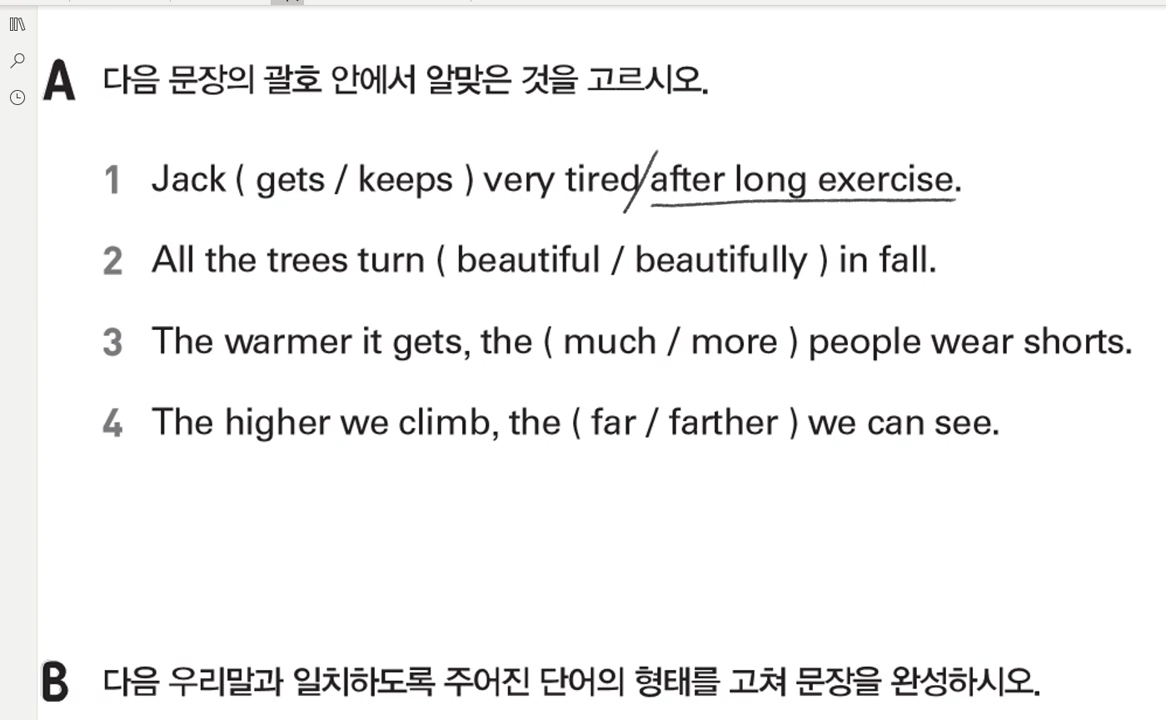 A 다음 문장의 괄호 안에서 알맞은 것을 고르시오.
1 Jack ( gets / keeps ) very tired/after long exercise.
2 All the trees turn ( beautiful / beautifully ) in fall.
3 The warmer it gets, the ( much / more ) people wear shorts.
4 The higher we climb, the ( far / farther ) we can see.
B 다음 우리말과 일치하도록 주어진 단어의 형태를 고쳐 문장을 완성하시오.